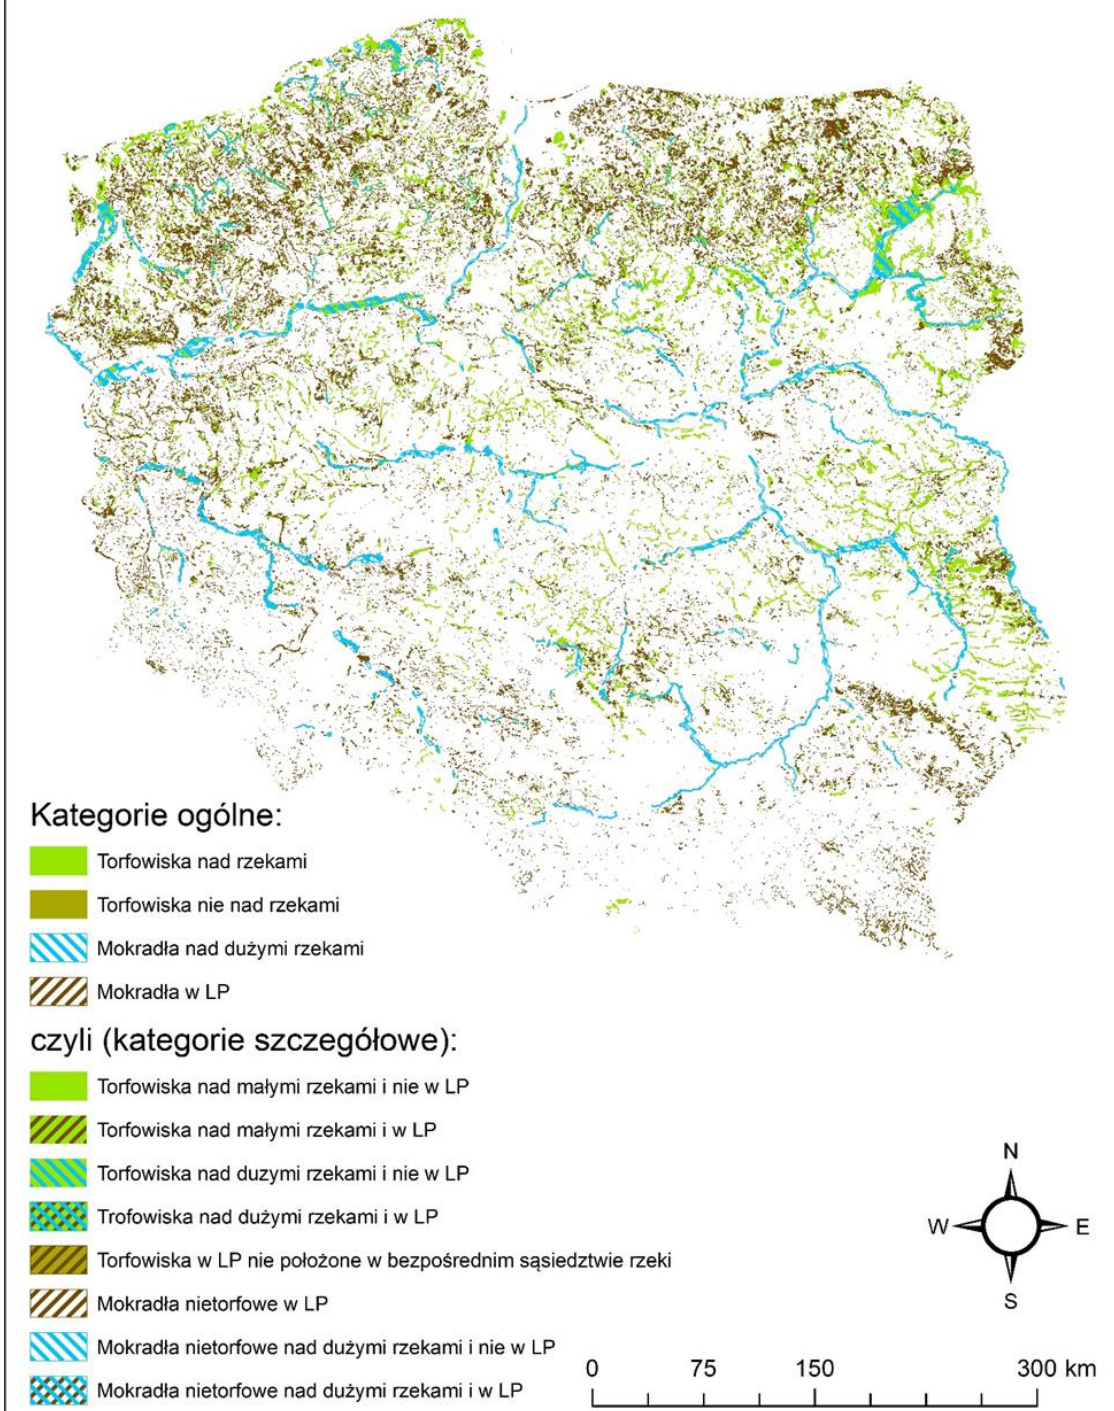 Kategorie ogólne:
Torfowiska nad rzekami
Torfowiska nie nad rzekami
Mokradła nad dużymi rzekami
Mokradła w LP
czyli (kategorie szczegółowe):
Torfowiska nad małymi rzekami i nie w LP
Torfowiska nad małymi rzekami i w LP
Torfowiska nad duzymi rzekami i nie w LP
Trofowiska nad dużymi rzekami i w LP
Torfowiska w LP nie położone w bezpośrednim sąsiedztwie rzeki
Mokradła nietorfowe w LP
Mokradła nietorfowe nad dużymi rzekami i nie w LP
Mokradła nietorfowe nad dużymi rzekami i w LP
N
W E
S
0 75 150 300 km